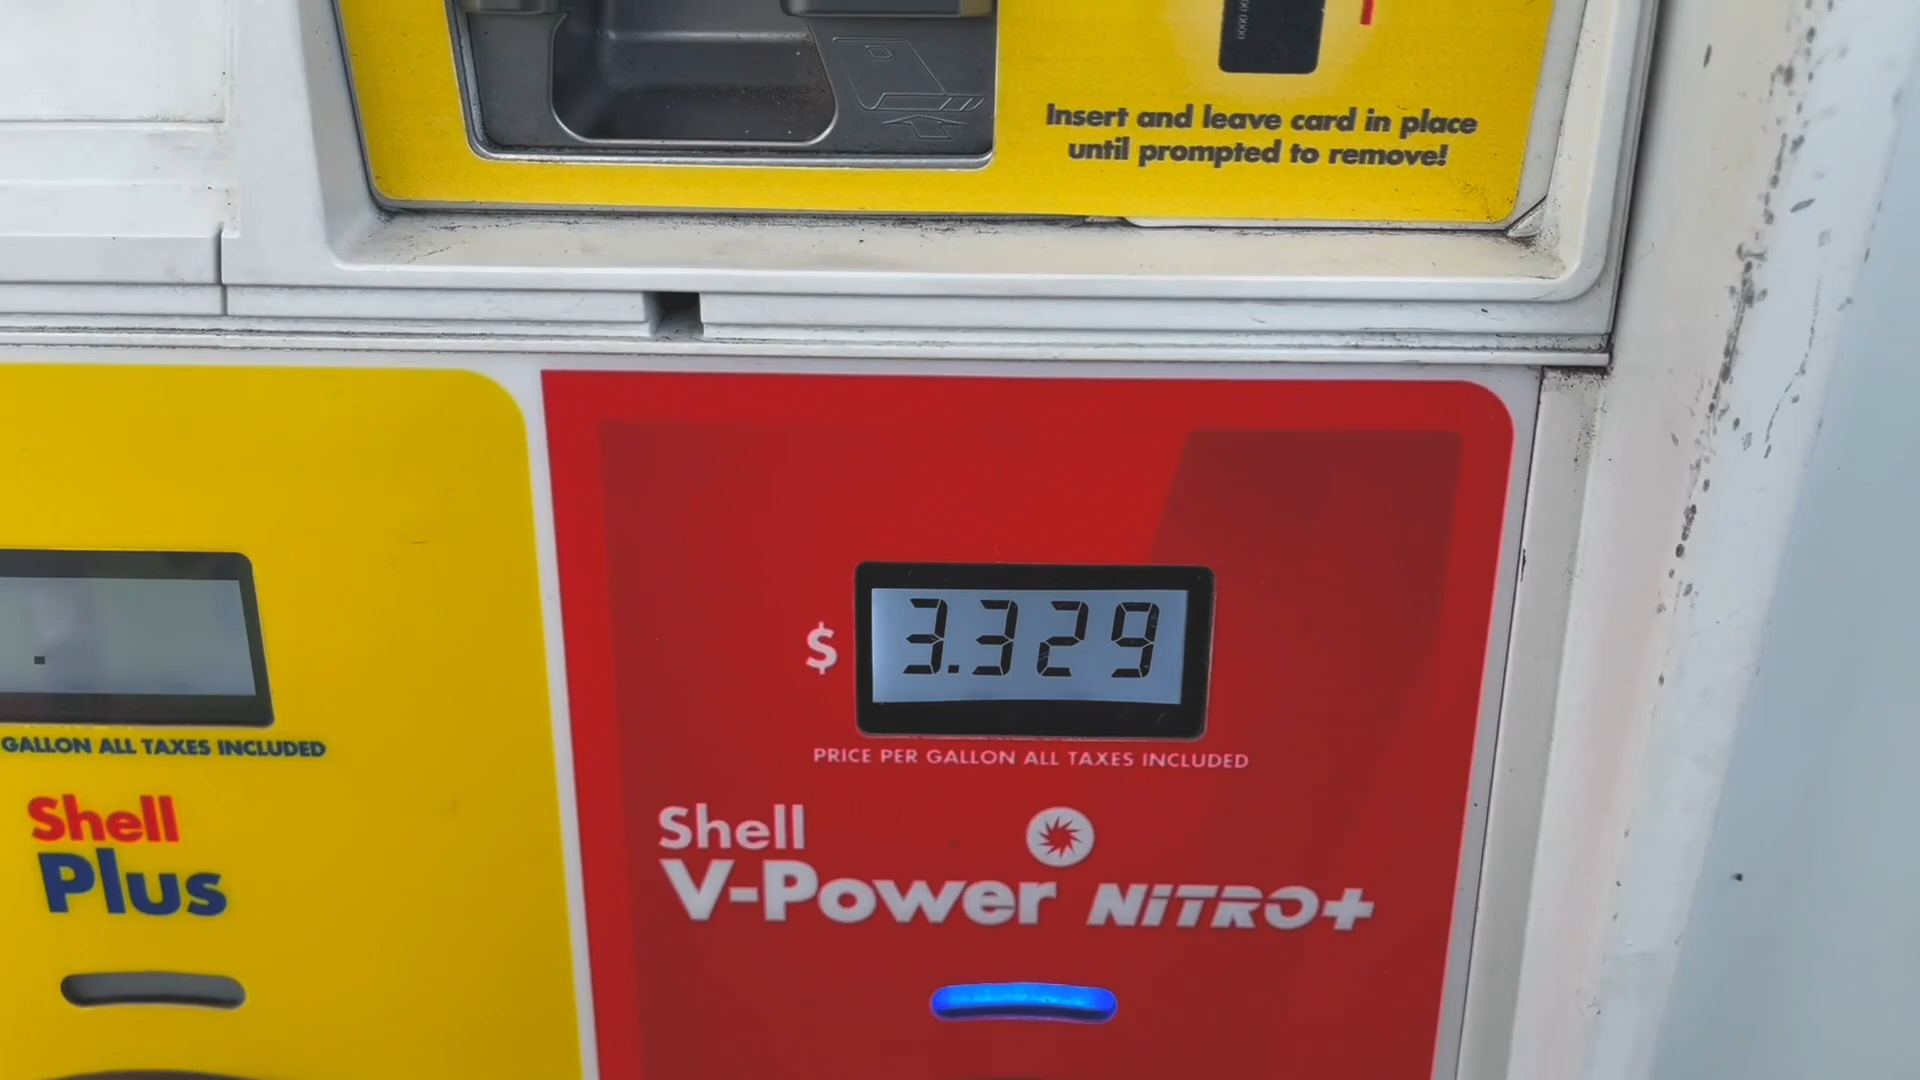 Insert and leave card in place
until prompted to remove!
$ 3.329
GALLON ALL TAXES INCLUDED
PRICE PER GALLON ALL TAXES INCLUDED
Shell
Plus
Shell
V-Power NiTRO+